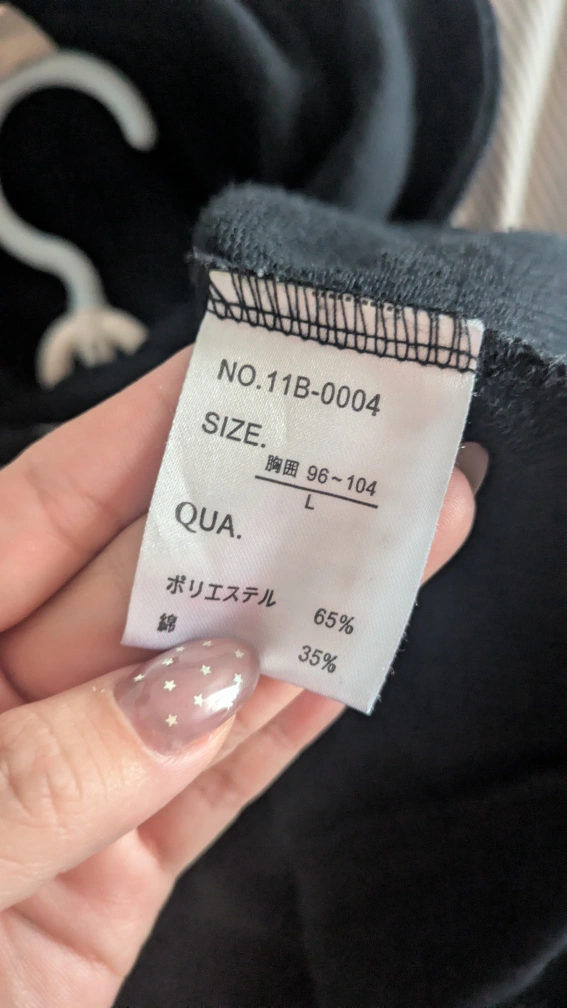 NO.11B-0004
SIZE.
胸囲 96~104
L
QUA.
ポリエステル 65%
綿 35%